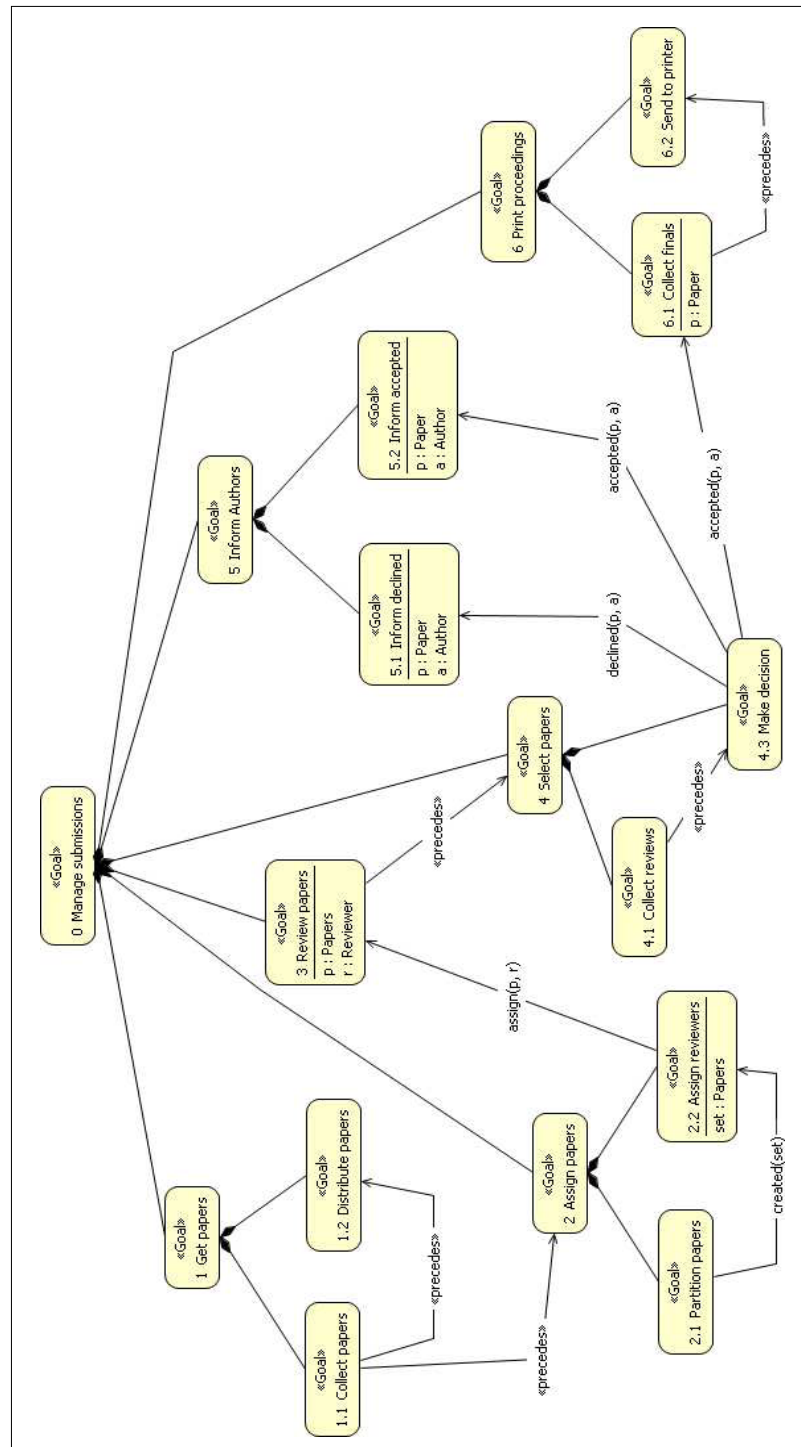 «Goal»
0 Manage submissions
«Goal»
1 Get papers
«Goal»
1.1 Collect papers
«Goal»
1.2 Distribute papers
«precedes»
«precedes»
«Goal»
2 Assign papers
«Goal»
2.1 Partition papers
«Goal»
2.2 Assign reviewers
set : Papers
created(set)
assign(p, r)
«Goal»
3 Review papers
p : Papers
r : Reviewer
«precedes»
«Goal»
4 Select papers
«Goal»
4.1 Collect reviews
«precedes»
«Goal»
4.3 Make decision
declined(p, a)
accepted(p, a)
accepted(p, a)
«Goal»
5 Inform Authors
«Goal»
5.1 Inform declined
p : Paper
a : Author
«Goal»
5.2 Inform accepted
p : Paper
a : Author
«Goal»
6 Print proceedings
«Goal»
6.1 Collect finals
p : Paper
«Goal»
6.2 Send to printer
«precedes»